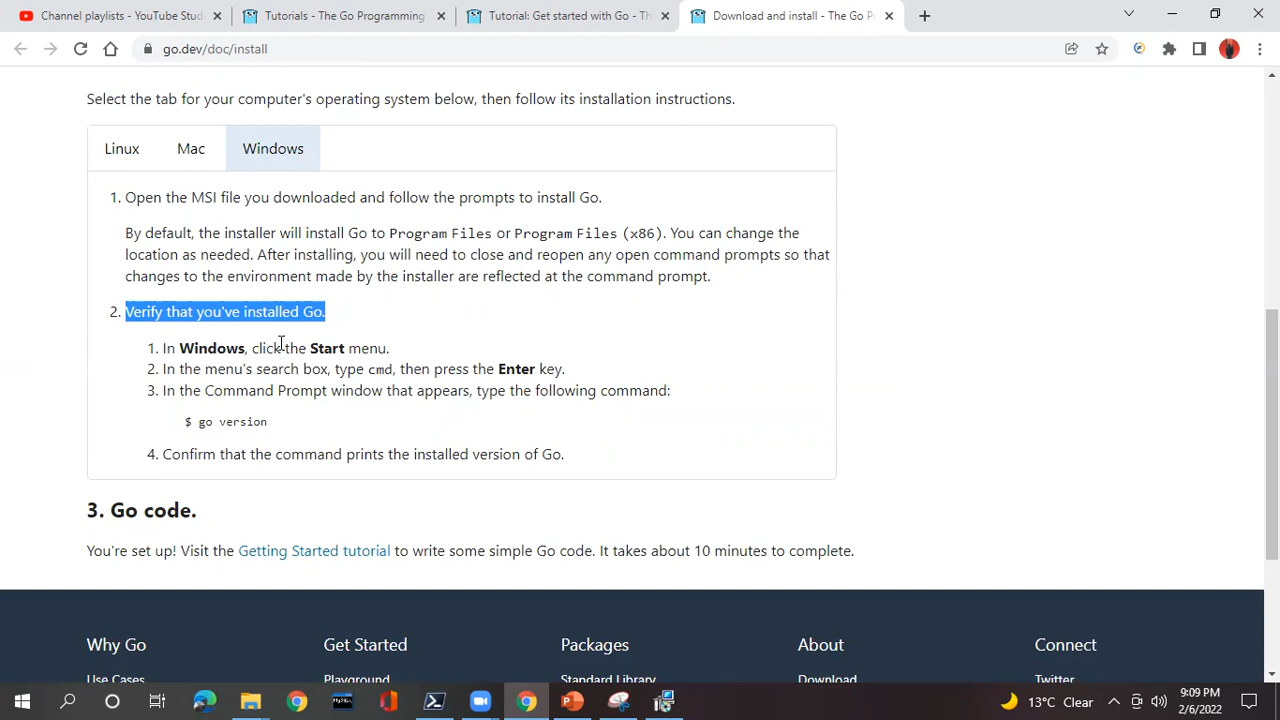 Channel playlists - YouTube Stud
Tutorials - The Go Programming
Tutorial: Get started with Go - Th
Download and install - The Go Pr
go.dev/doc/install
Select the tab for your computer's operating system below, then follow its installation instructions.
Linux
Mac
Windows
1. Open the MSI file you downloaded and follow the prompts to install Go.
By default, the installer will install Go to Program Files or Program Files (x86). You can change the
location as needed. After installing, you will need to close and reopen any open command prompts so that
changes to the environment made by the installer are reflected at the command prompt.
2. Verify that you've installed Go.
1. In Windows, click the Start menu.
2. In the menu's search box, type cmd, then press the Enter key.
3. In the Command Prompt window that appears, type the following command:
$ go version
4. Confirm that the command prints the installed version of Go.
3. Go code.
You're set up! Visit the Getting Started tutorial to write some simple Go code. It takes about 10 minutes to complete.
Why Go
Get Started
Packages
About
Connect
Use Cases
Playground
Standard Library
Download
Twitter
13°C Clear
9:09 PM
2/6/2022